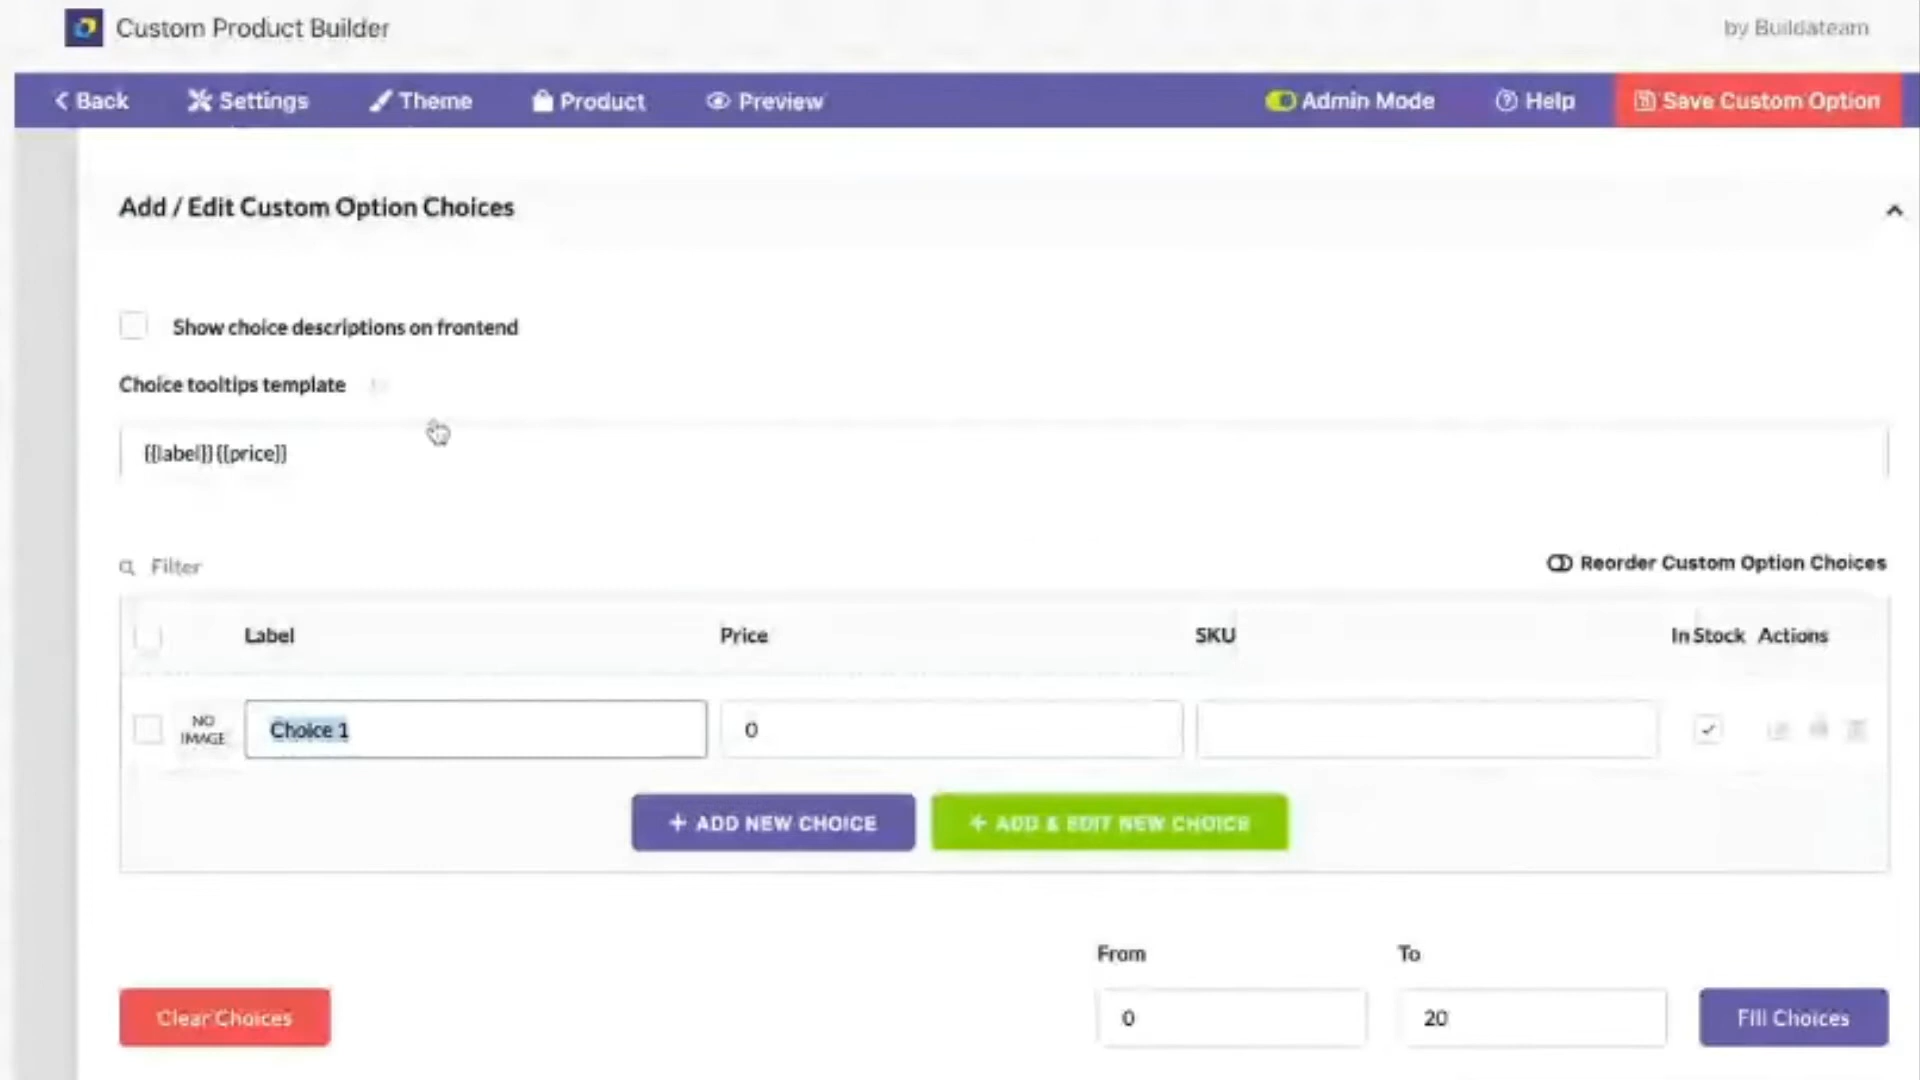 Custom Product Builder
by Buildateam
Back Settings Theme Product Preview Admin Mode Help Save Custom Option
Add / Edit Custom Option Choices
Show choice descriptions on frontend
Choice tooltips template
{{label}} {{price}}
Filter
Reorder Custom Option Choices
Label Price SKU In Stock Actions
NO IMAGE
Choice 1 0
+ ADD NEW CHOICE + ADD & EDIT NEW CHOICE
From To
Clear Choices 0 20 Fill Choices